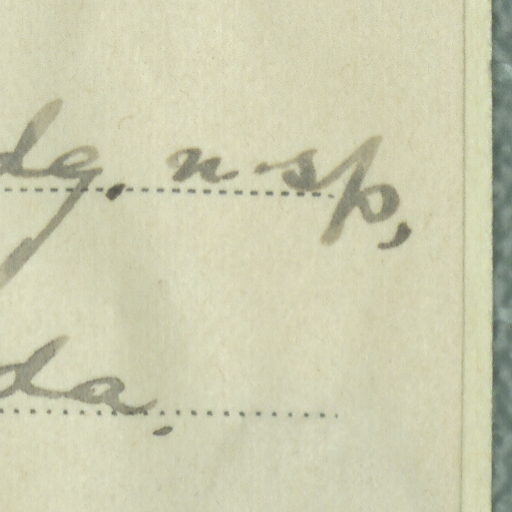 dg. n. sp,
da.